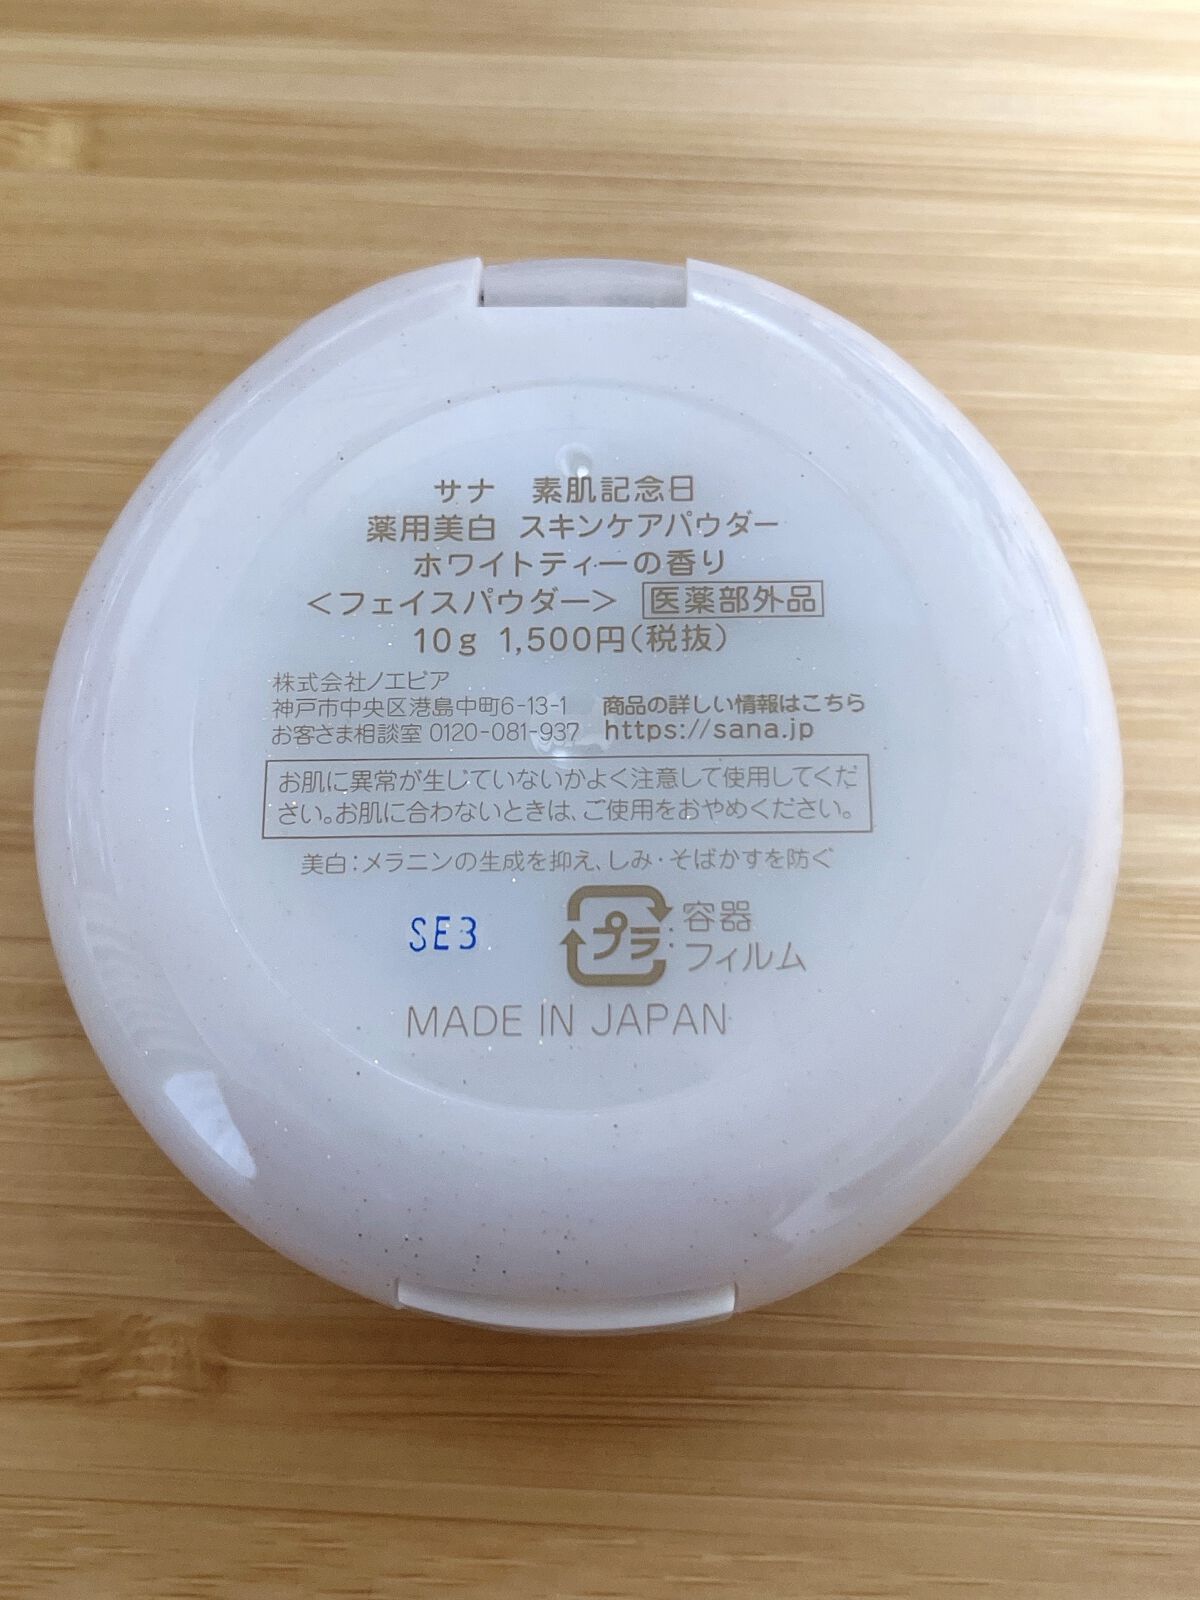 サナ 素肌記念日
薬用美白 スキンケアパウダー
ホワイトティーの香り
＜フェイスパウダー＞ 医薬部外品
10g 1,500円(税抜)
株式会社ノエビア
神戸市中央区港島中町6-13-1 商品の詳しい情報はこちら
お客さま相談室 0120-081-937 https://sana.jp
お肌に異常が生じていないかよく注意して使用してくだ
さい。お肌に合わないときは、ご使用をおやめください。
美白：メラニンの生成を抑え、しみ・そばかすを防ぐ
SE3 プラ 容器
フィルム
MADE IN JAPAN